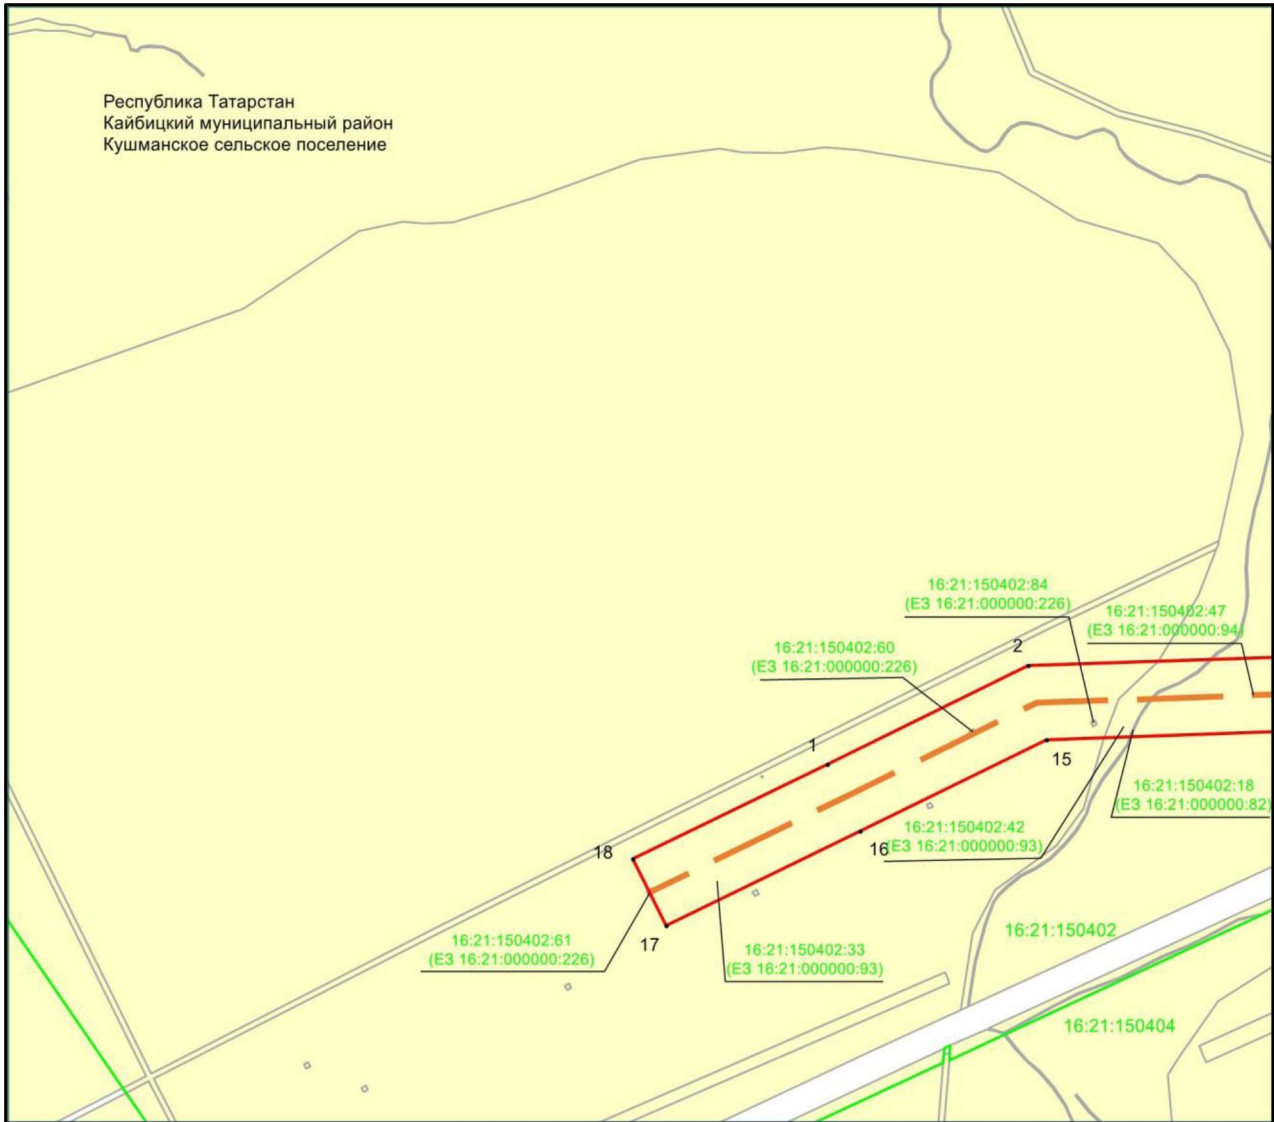 Республика Татарстан
Кайбицкий муниципальный район
Кушманское сельское поселение
16:21:150402:84
(ЕЗ 16:21:000000:226)
16:21:150402:47
(ЕЗ 16:21:000000:94)
2
16:21:150402:60
(ЕЗ 16:21:000000:226)
1
15
16:21:150402:18
(ЕЗ 16:21:000000:82)
16:21:150402:42
(ЕЗ 16:21:000000:93)
16
18
17
16:21:150402:61
(ЕЗ 16:21:000000:226)
16:21:150402:33
(ЕЗ 16:21:000000:93)
16:21:150402
16:21:150404